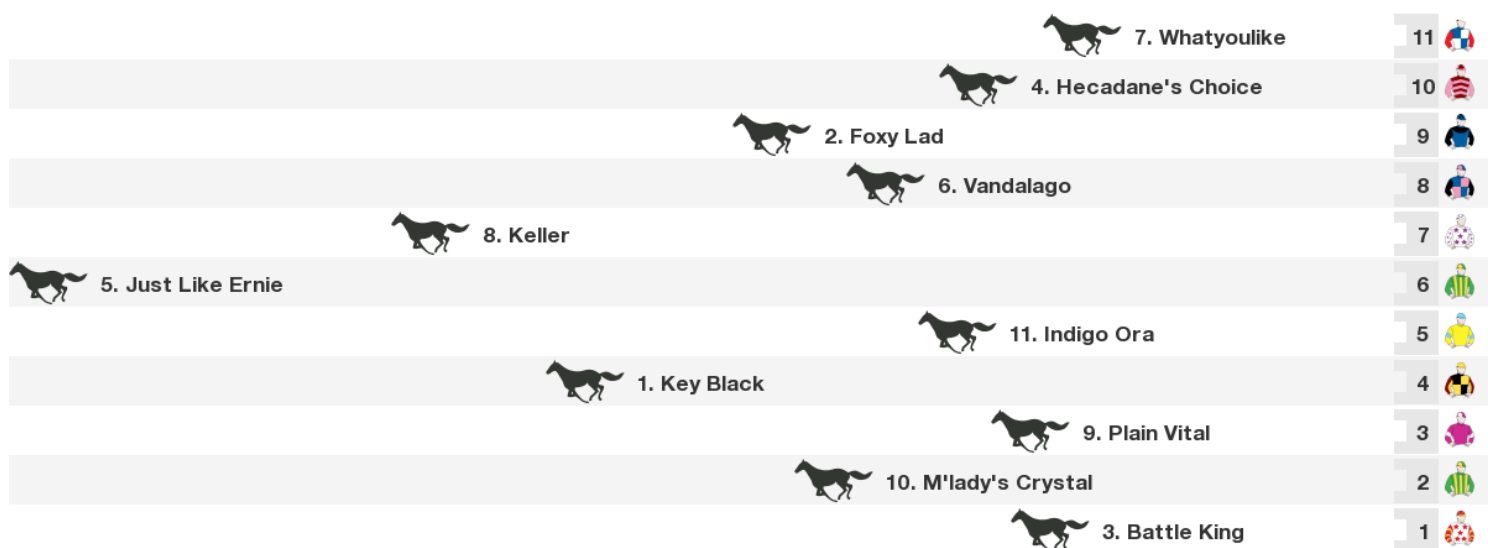 7. Whatyoulike 11
4. Hecadane's Choice 10
2. Foxy Lad 9
6. Vandalago 8
8. Keller 7
5. Just Like Ernie 6
11. Indigo Ora 5
1. Key Black 4
9. Plain Vital 3
10. M'lady's Crystal 2
3. Battle King 1